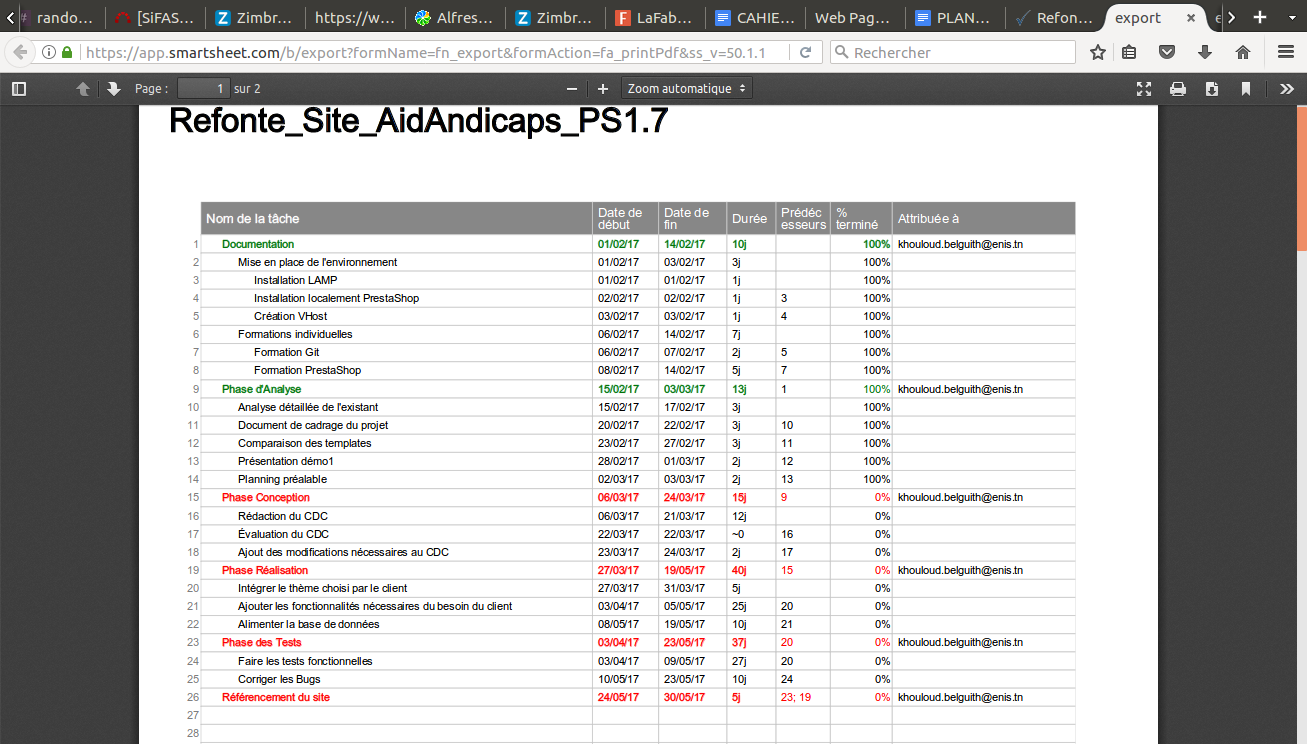 rando... [SiFAS... Zimbr... https://w... Alfres... Zimbr... LaFab... CAHIE... Web Pag... PLAN... Refon... export
https://app.smartsheet.com/b/export?formName=fn_export&formAction=fa_printPdf&ss_v=50.1.1 Rechercher
Page : 1 sur 2 Zoom automatique
Refonte_Site_AidAndicaps_PS1.7
Nom de la tâche Date de début Date de fin Durée Prédécesseurs % terminé Attribuée à
1 Documentation 01/02/17 14/02/17 10j 100% khouloud.belguith@enis.tn
2 Mise en place de l'environnement 01/02/17 03/02/17 3j 100%
3 Installation LAMP 01/02/17 01/02/17 1j 100%
4 Installation localement PrestaShop 02/02/17 02/02/17 1j 3 100%
5 Création VHost 03/02/17 03/02/17 1j 4 100%
6 Formations individuelles 06/02/17 14/02/17 7j 100%
7 Formation Git 06/02/17 07/02/17 2j 5 100%
8 Formation PrestaShop 08/02/17 14/02/17 5j 7 100%
9 Phase d'Analyse 15/02/17 03/03/17 13j 1 100% khouloud.belguith@enis.tn
10 Analyse détaillée de l'existant 15/02/17 17/02/17 3j 100%
11 Document de cadrage du projet 20/02/17 22/02/17 3j 10 100%
12 Comparaison des templates 23/02/17 27/02/17 3j 11 100%
13 Présentation démo1 28/02/17 01/03/17 2j 12 100%
14 Planning préalable 02/03/17 03/03/17 2j 13 100%
15 Phase Conception 06/03/17 24/03/17 15j 9 0% khouloud.belguith@enis.tn
16 Rédaction du CDC 06/03/17 21/03/17 12j 0%
17 Évaluation du CDC 22/03/17 22/03/17 ~0 16 0%
18 Ajout des modifications nécessaires au CDC 23/03/17 24/03/17 2j 17 0%
19 Phase Réalisation 27/03/17 19/05/17 40j 15 0% khouloud.belguith@enis.tn
20 Intégrer le thème choisi par le client 27/03/17 31/03/17 5j 0%
21 Ajouter les fonctionnalités nécessaires du besoin du client 03/04/17 05/05/17 25j 20 0%
22 Alimenter la base de données 08/05/17 19/05/17 10j 21 0%
23 Phase des Tests 03/04/17 23/05/17 37j 20 0% khouloud.belguith@enis.tn
24 Faire les tests fonctionnelles 03/04/17 09/05/17 27j 20 0%
25 Corriger les Bugs 10/05/17 23/05/17 10j 24 0%
26 Référencement du site 24/05/17 30/05/17 5j 23; 19 0% khouloud.belguith@enis.tn
27
28